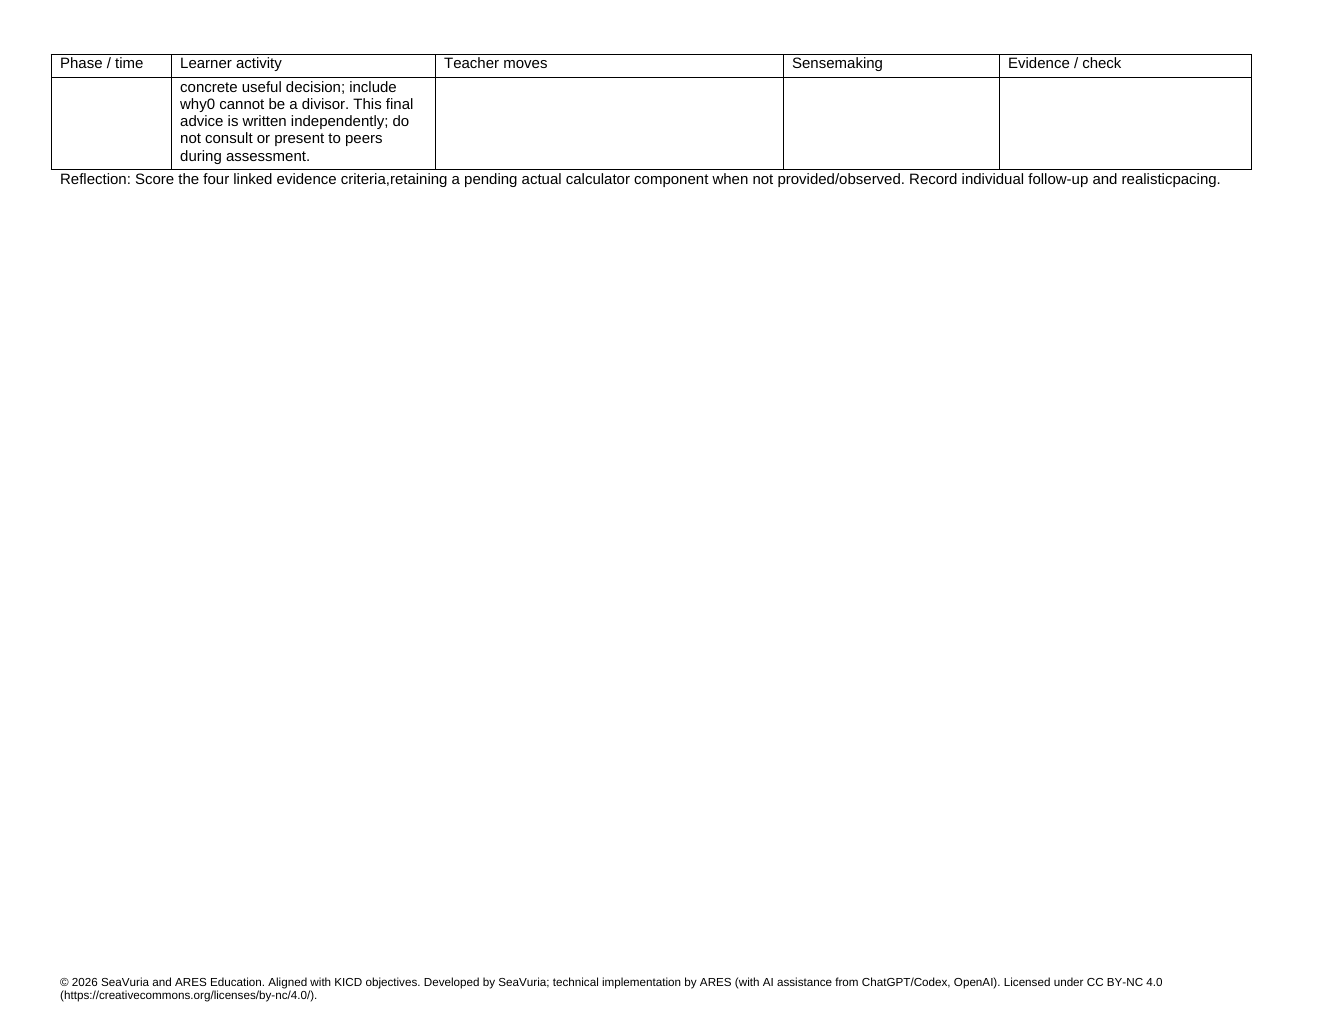 Phase / time Learner activity Teacher moves Sensemaking Evidence / check
concrete useful decision; include
why0 cannot be a divisor. This final
advice is written independently; do
not consult or present to peers
during assessment.
Reflection: Score the four linked evidence criteria,retaining a pending actual calculator component when not provided/observed. Record individual follow-up and realisticpacing.
© 2026 SeaVuria and ARES Education. Aligned with KICD objectives. Developed by SeaVuria; technical implementation by ARES (with AI assistance from ChatGPT/Codex, OpenAI). Licensed under CC BY-NC 4.0
(https://creativecommons.org/licenses/by-nc/4.0/).